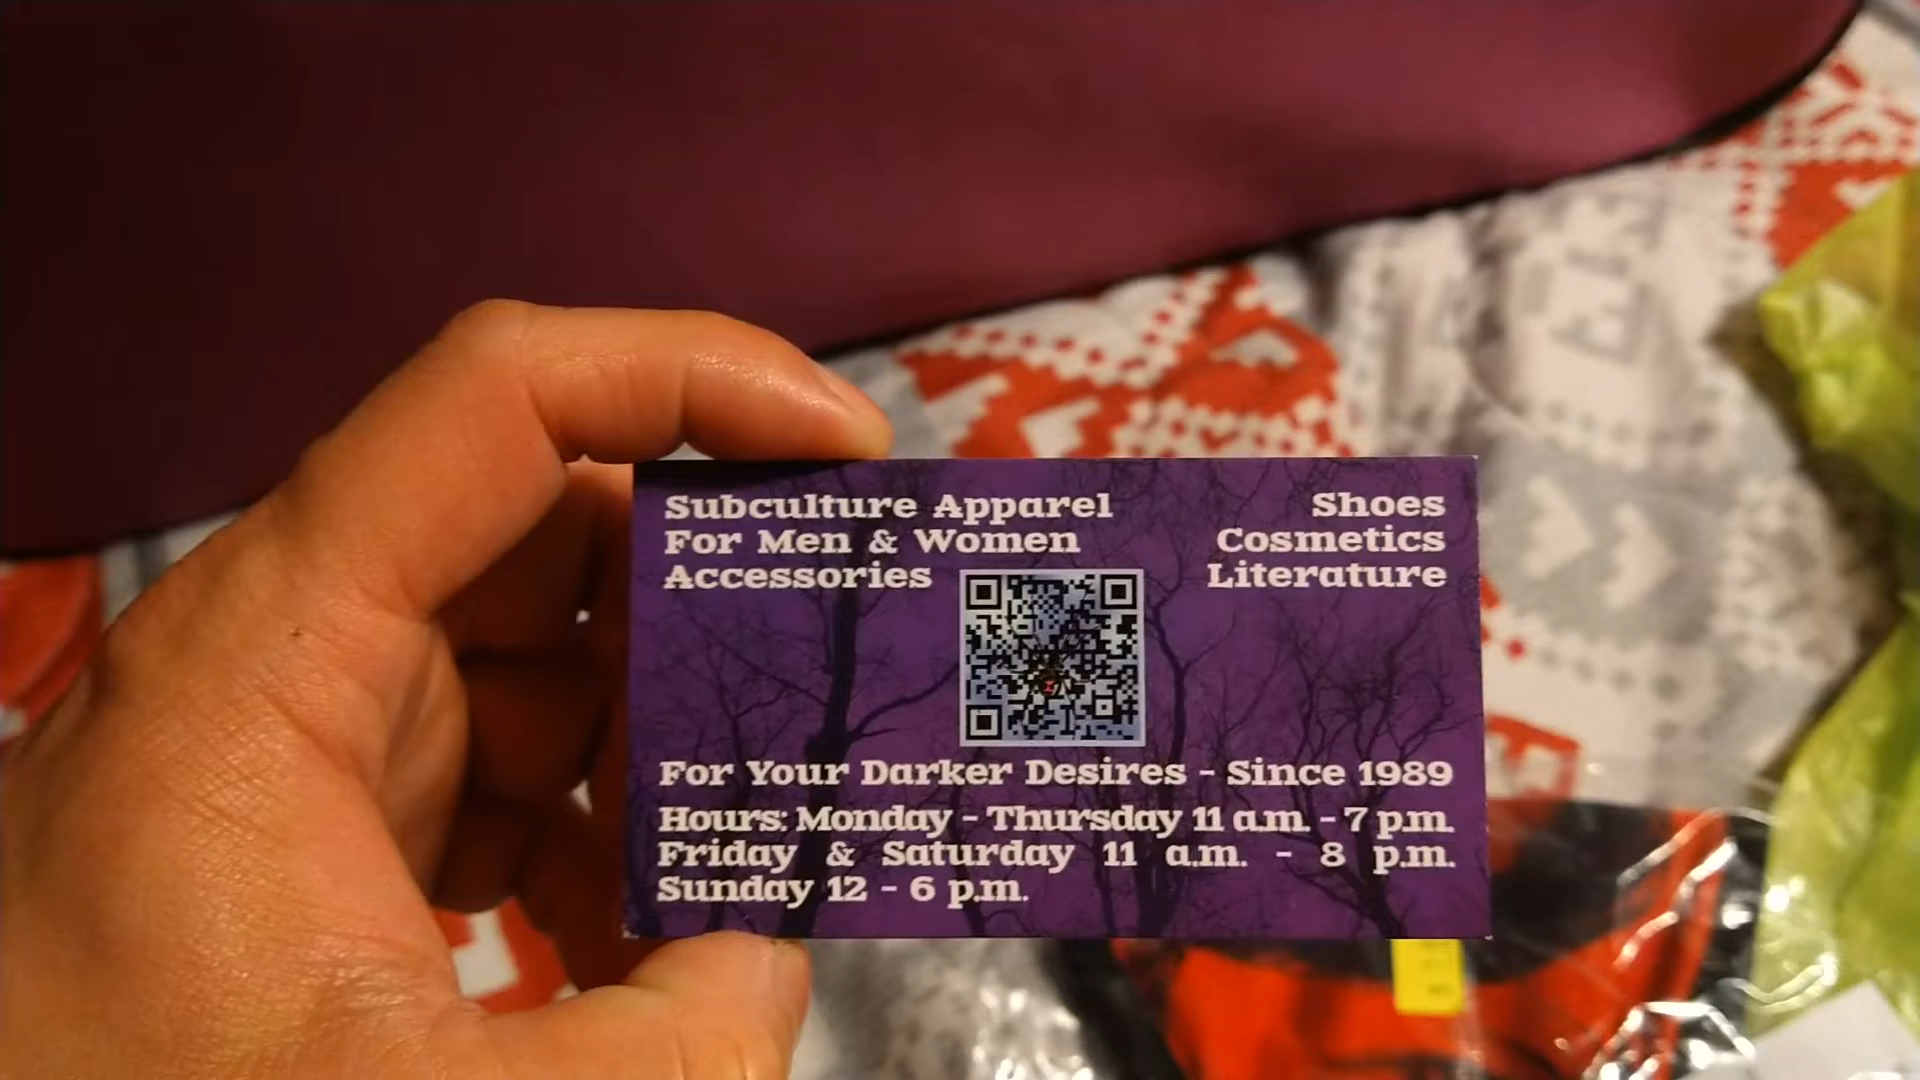 Subculture Apparel
For Men & Women
Accessories
Shoes
Cosmetics
Literature
For Your Darker Desires - Since 1989
Hours: Monday - Thursday 11 a.m. - 7 p.m.
Friday & Saturday 11 a.m. - 8 p.m.
Sunday 12 - 6 p.m.